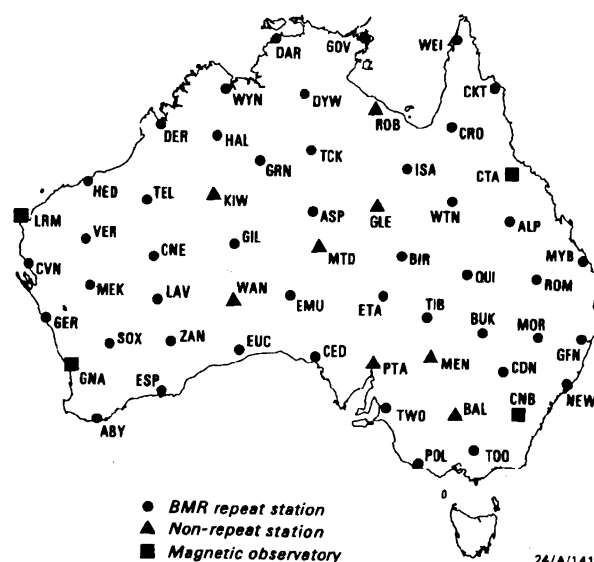 DAR
GOV
WEI
WYN
DYW
CKT
ROB
DER
HAL
CRO
TCK
GRN
ISA
CTA
HED
TEL
KIW
GLE
WTN
LRM
ASP
ALP
VER
GIL
MTD
BIR
MYB
CNE
CVN
QUI
ROM
MEK
LAV
WAN
EMU
ETA
TIB
BUK
MOR
GER
SOX
ZAN
EUC
CED
GFN
GNA
PTA
MEN
CDN
ESP
NEW
TWO
BAL
CNB
ABY
POL
TOO
BMR repeat station
Non-repeat station
Magnetic observatory
24/A/141